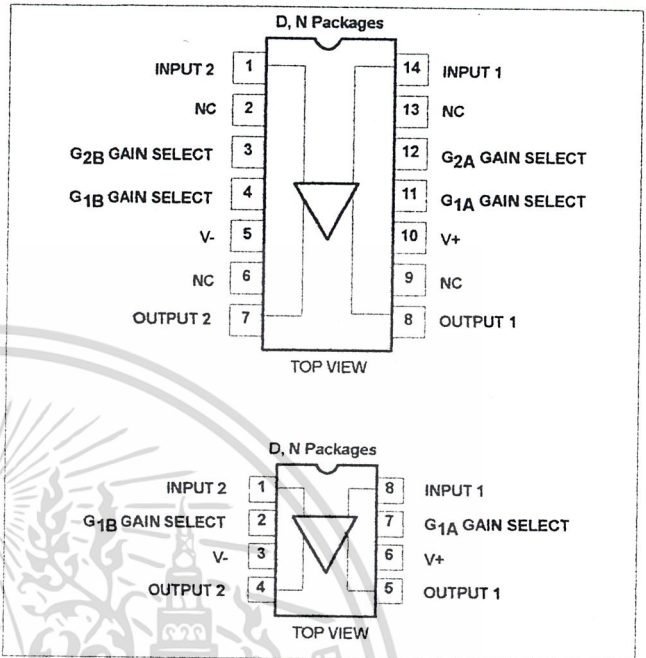 D, N Packages
INPUT 2 1 14 INPUT 1
NC 2 13 NC
G2B GAIN SELECT 3 12 G2A GAIN SELECT
G1B GAIN SELECT 4 11 G1A GAIN SELECT
V- 5 10 V+
NC 6 9 NC
OUTPUT 2 7 8 OUTPUT 1
TOP VIEW
D, N Packages
INPUT 2 1 8 INPUT 1
G1B GAIN SELECT 2 7 G1A GAIN SELECT
V- 3 6 V+
OUTPUT 2 4 5 OUTPUT 1
TOP VIEW